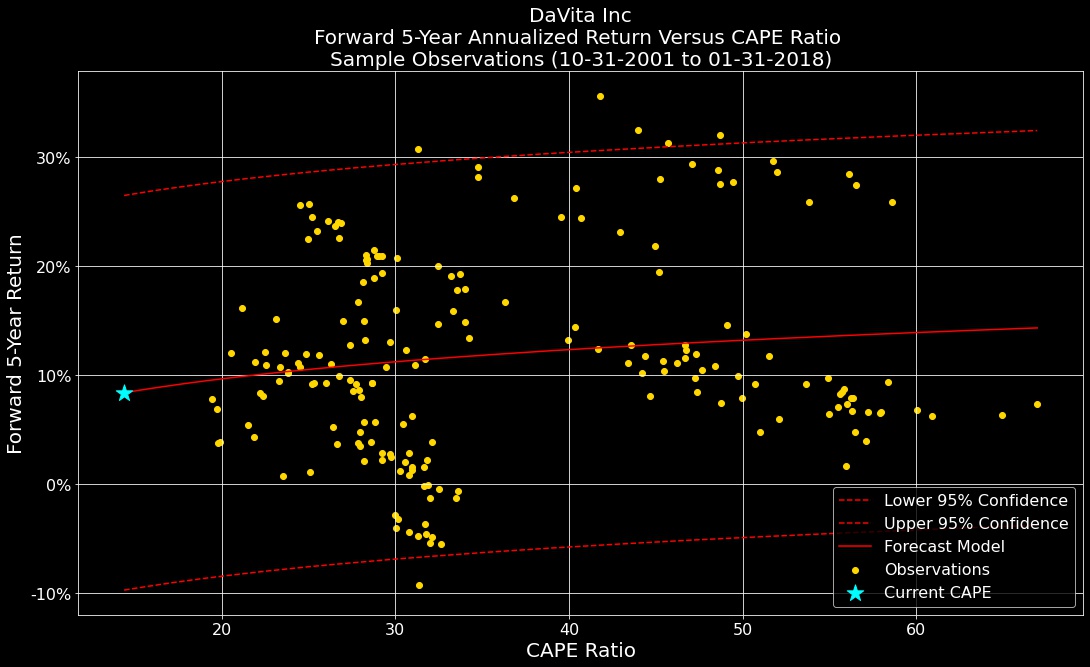 DaVita Inc
Forward 5-Year Annualized Return Versus CAPE Ratio
Sample Observations (10-31-2001 to 01-31-2018)
Forward 5-Year Return
30%
20%
10%
0%
-10%
20
30
40
50
60
CAPE Ratio
Lower 95% Confidence
Upper 95% Confidence
Forecast Model
Observations
Current CAPE